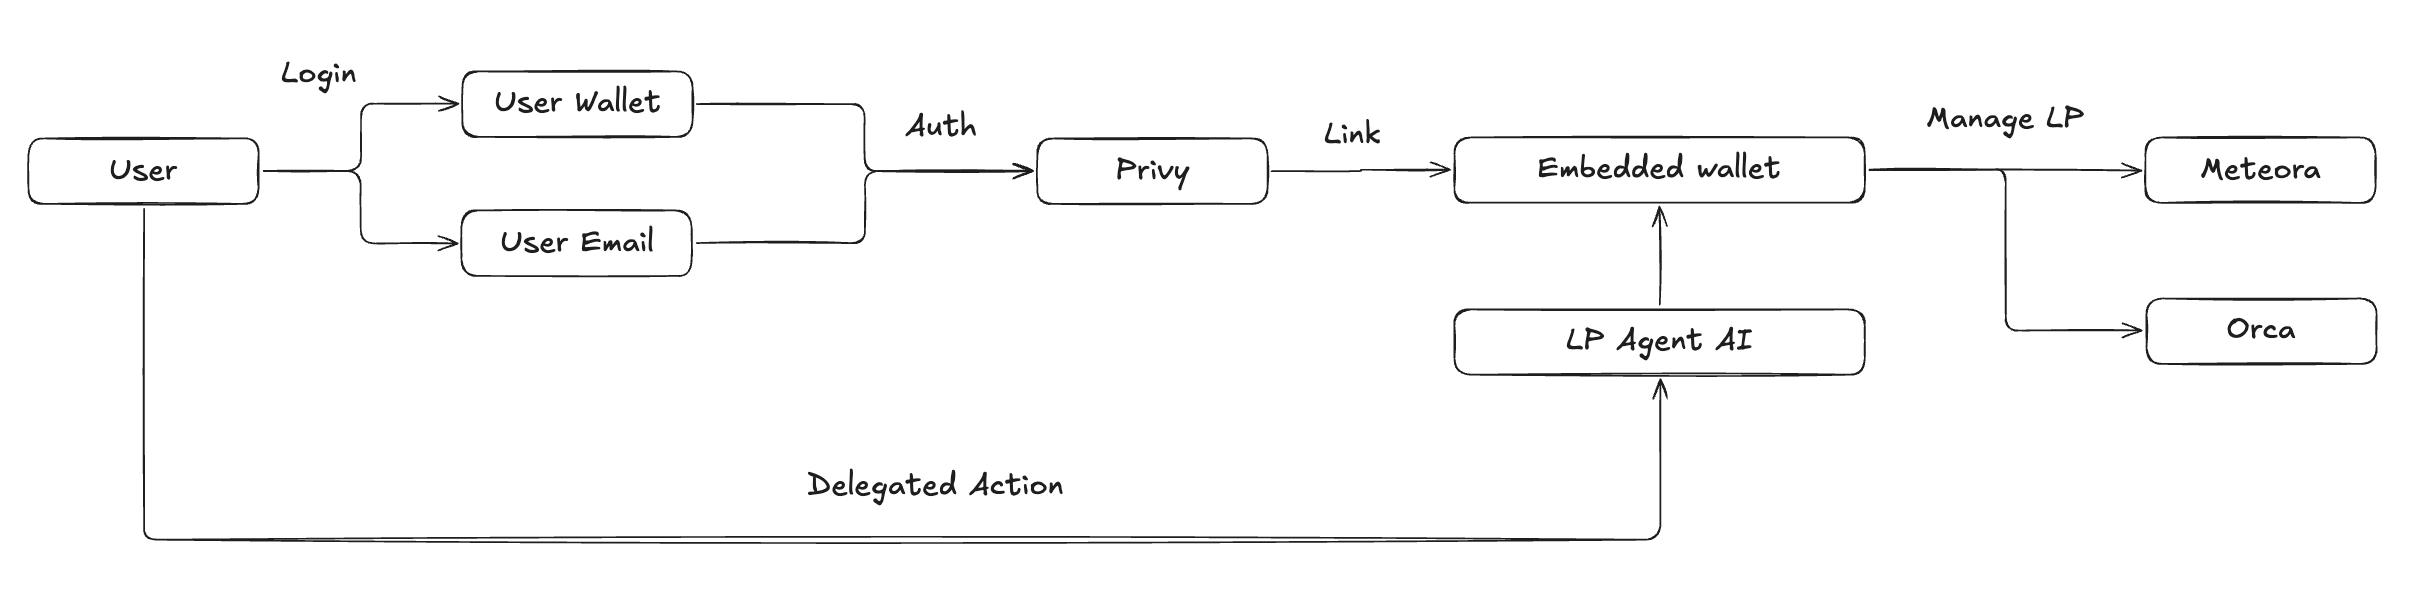 Login
User Wallet
User
Auth
Privy
Link
Embedded wallet
Manage LP
Meteora
User Email
LP Agent AI
Orca
Delegated Action